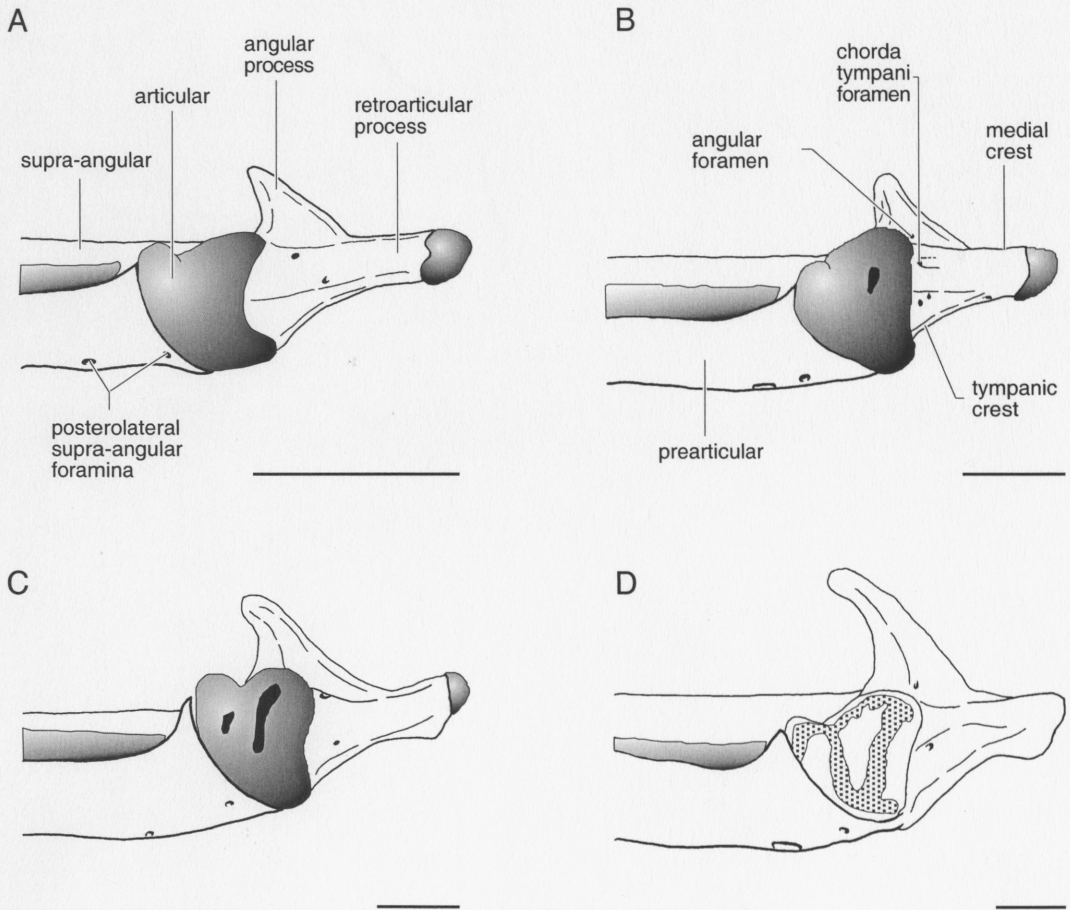 A
angular
process
articular
retroarticular
process
supra-angular
posterolateral
supra-angular
foramina
B
chorda
tympani
foramen
angular
foramen
medial
crest
tympanic
crest
prearticular
C
D